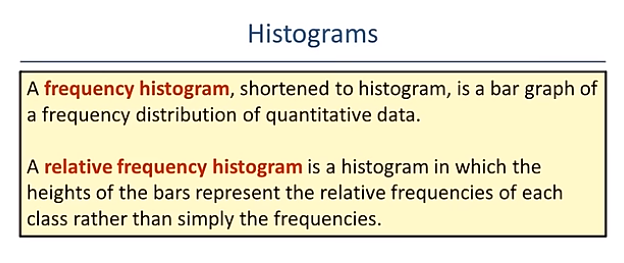 Histograms
A frequency histogram, shortened to histogram, is a bar graph of
a frequency distribution of quantitative data.
A relative frequency histogram is a histogram in which the
heights of the bars represent the relative frequencies of each
class rather than simply the frequencies.